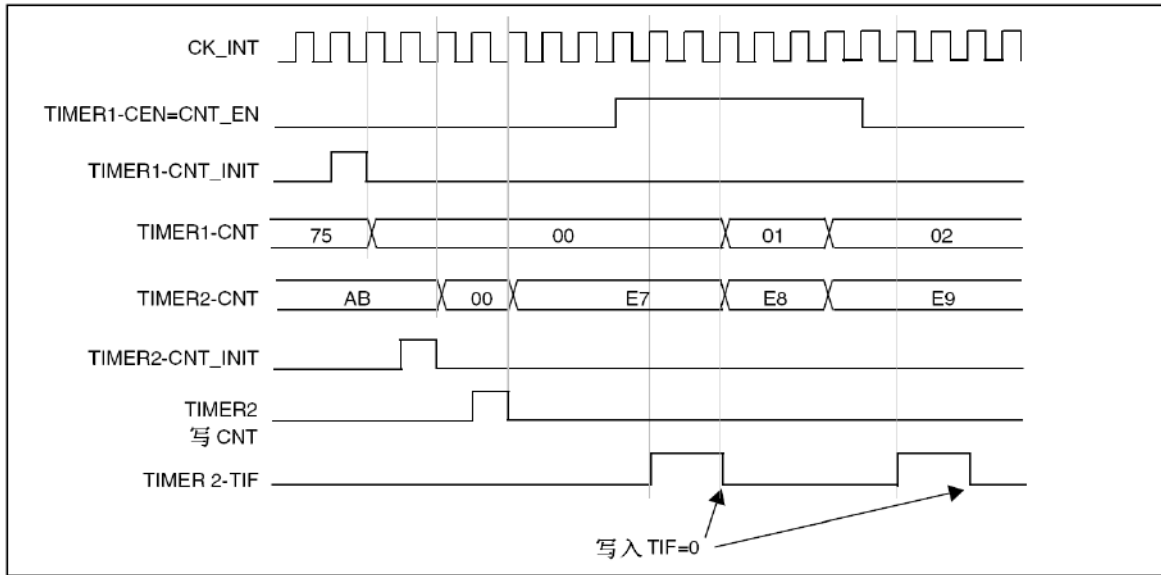 CK_INT
TIMER1-CEN=CNT_EN
TIMER1-CNT_INIT
TIMER1-CNT 75 00 01 02
TIMER2-CNT AB 00 E7 E8 E9
TIMER2-CNT_INIT
TIMER2
写 CNT
TIMER 2-TIF
写入 TIF=0